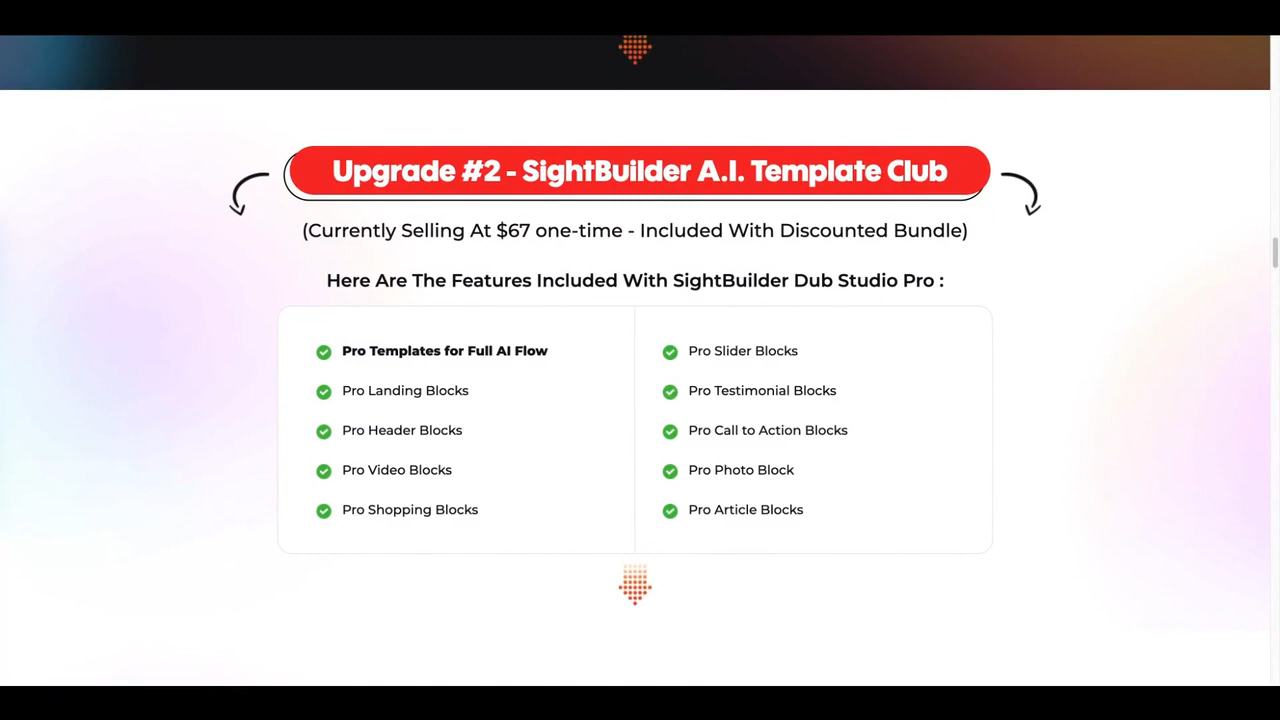 Upgrade #2 - SightBuilder A.I. Template Club
(Currently Selling At $67 one-time - Included With Discounted Bundle)
Here Are The Features Included With SightBuilder Dub Studio Pro :
Pro Templates for Full AI Flow
Pro Landing Blocks
Pro Header Blocks
Pro Video Blocks
Pro Shopping Blocks
Pro Slider Blocks
Pro Testimonial Blocks
Pro Call to Action Blocks
Pro Photo Block
Pro Article Blocks